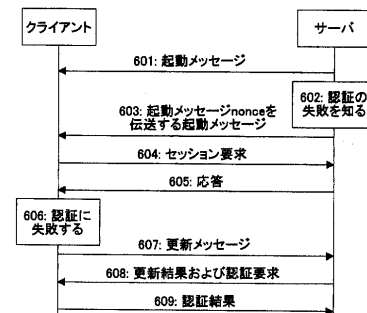 クライアント
サーバ
601: 起動メッセージ
602: 認証の
失敗を知る
603: 起動メッセージnonceを
伝送する起動メッセージ
604: セッション要求
605: 応答
606: 認証に
失敗する
607: 更新メッセージ
608: 更新結果および認証要求
609: 認証結果